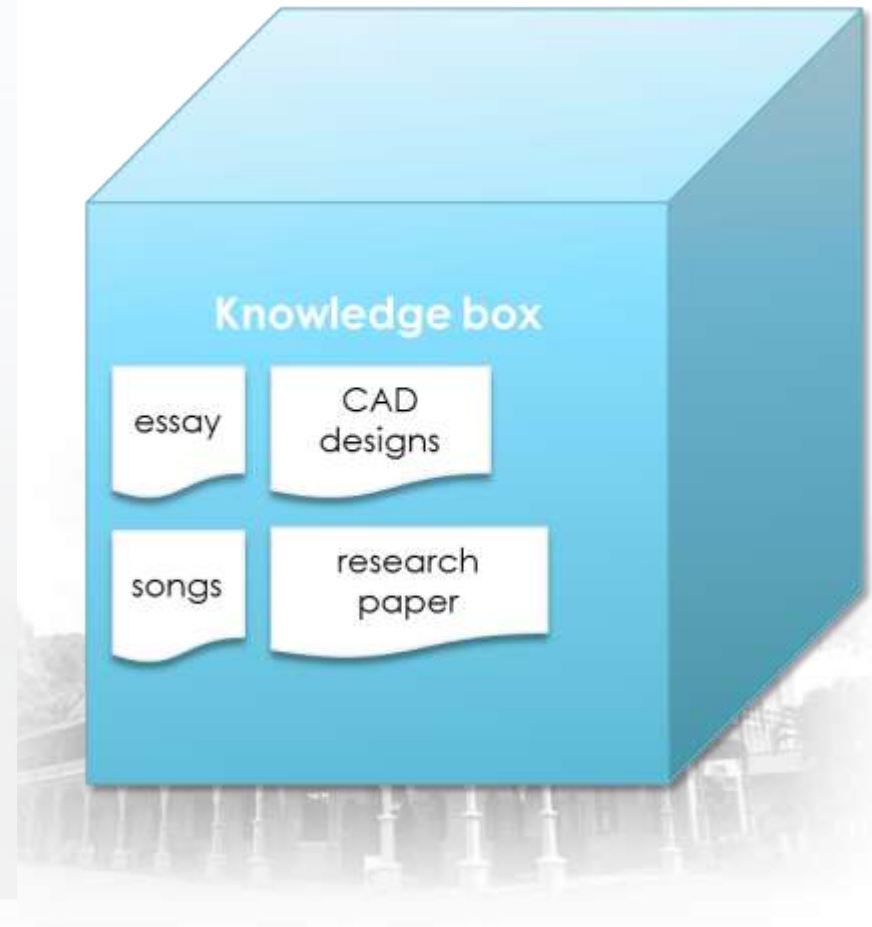 Knowledge box
essay
CAD
designs
songs
research
paper